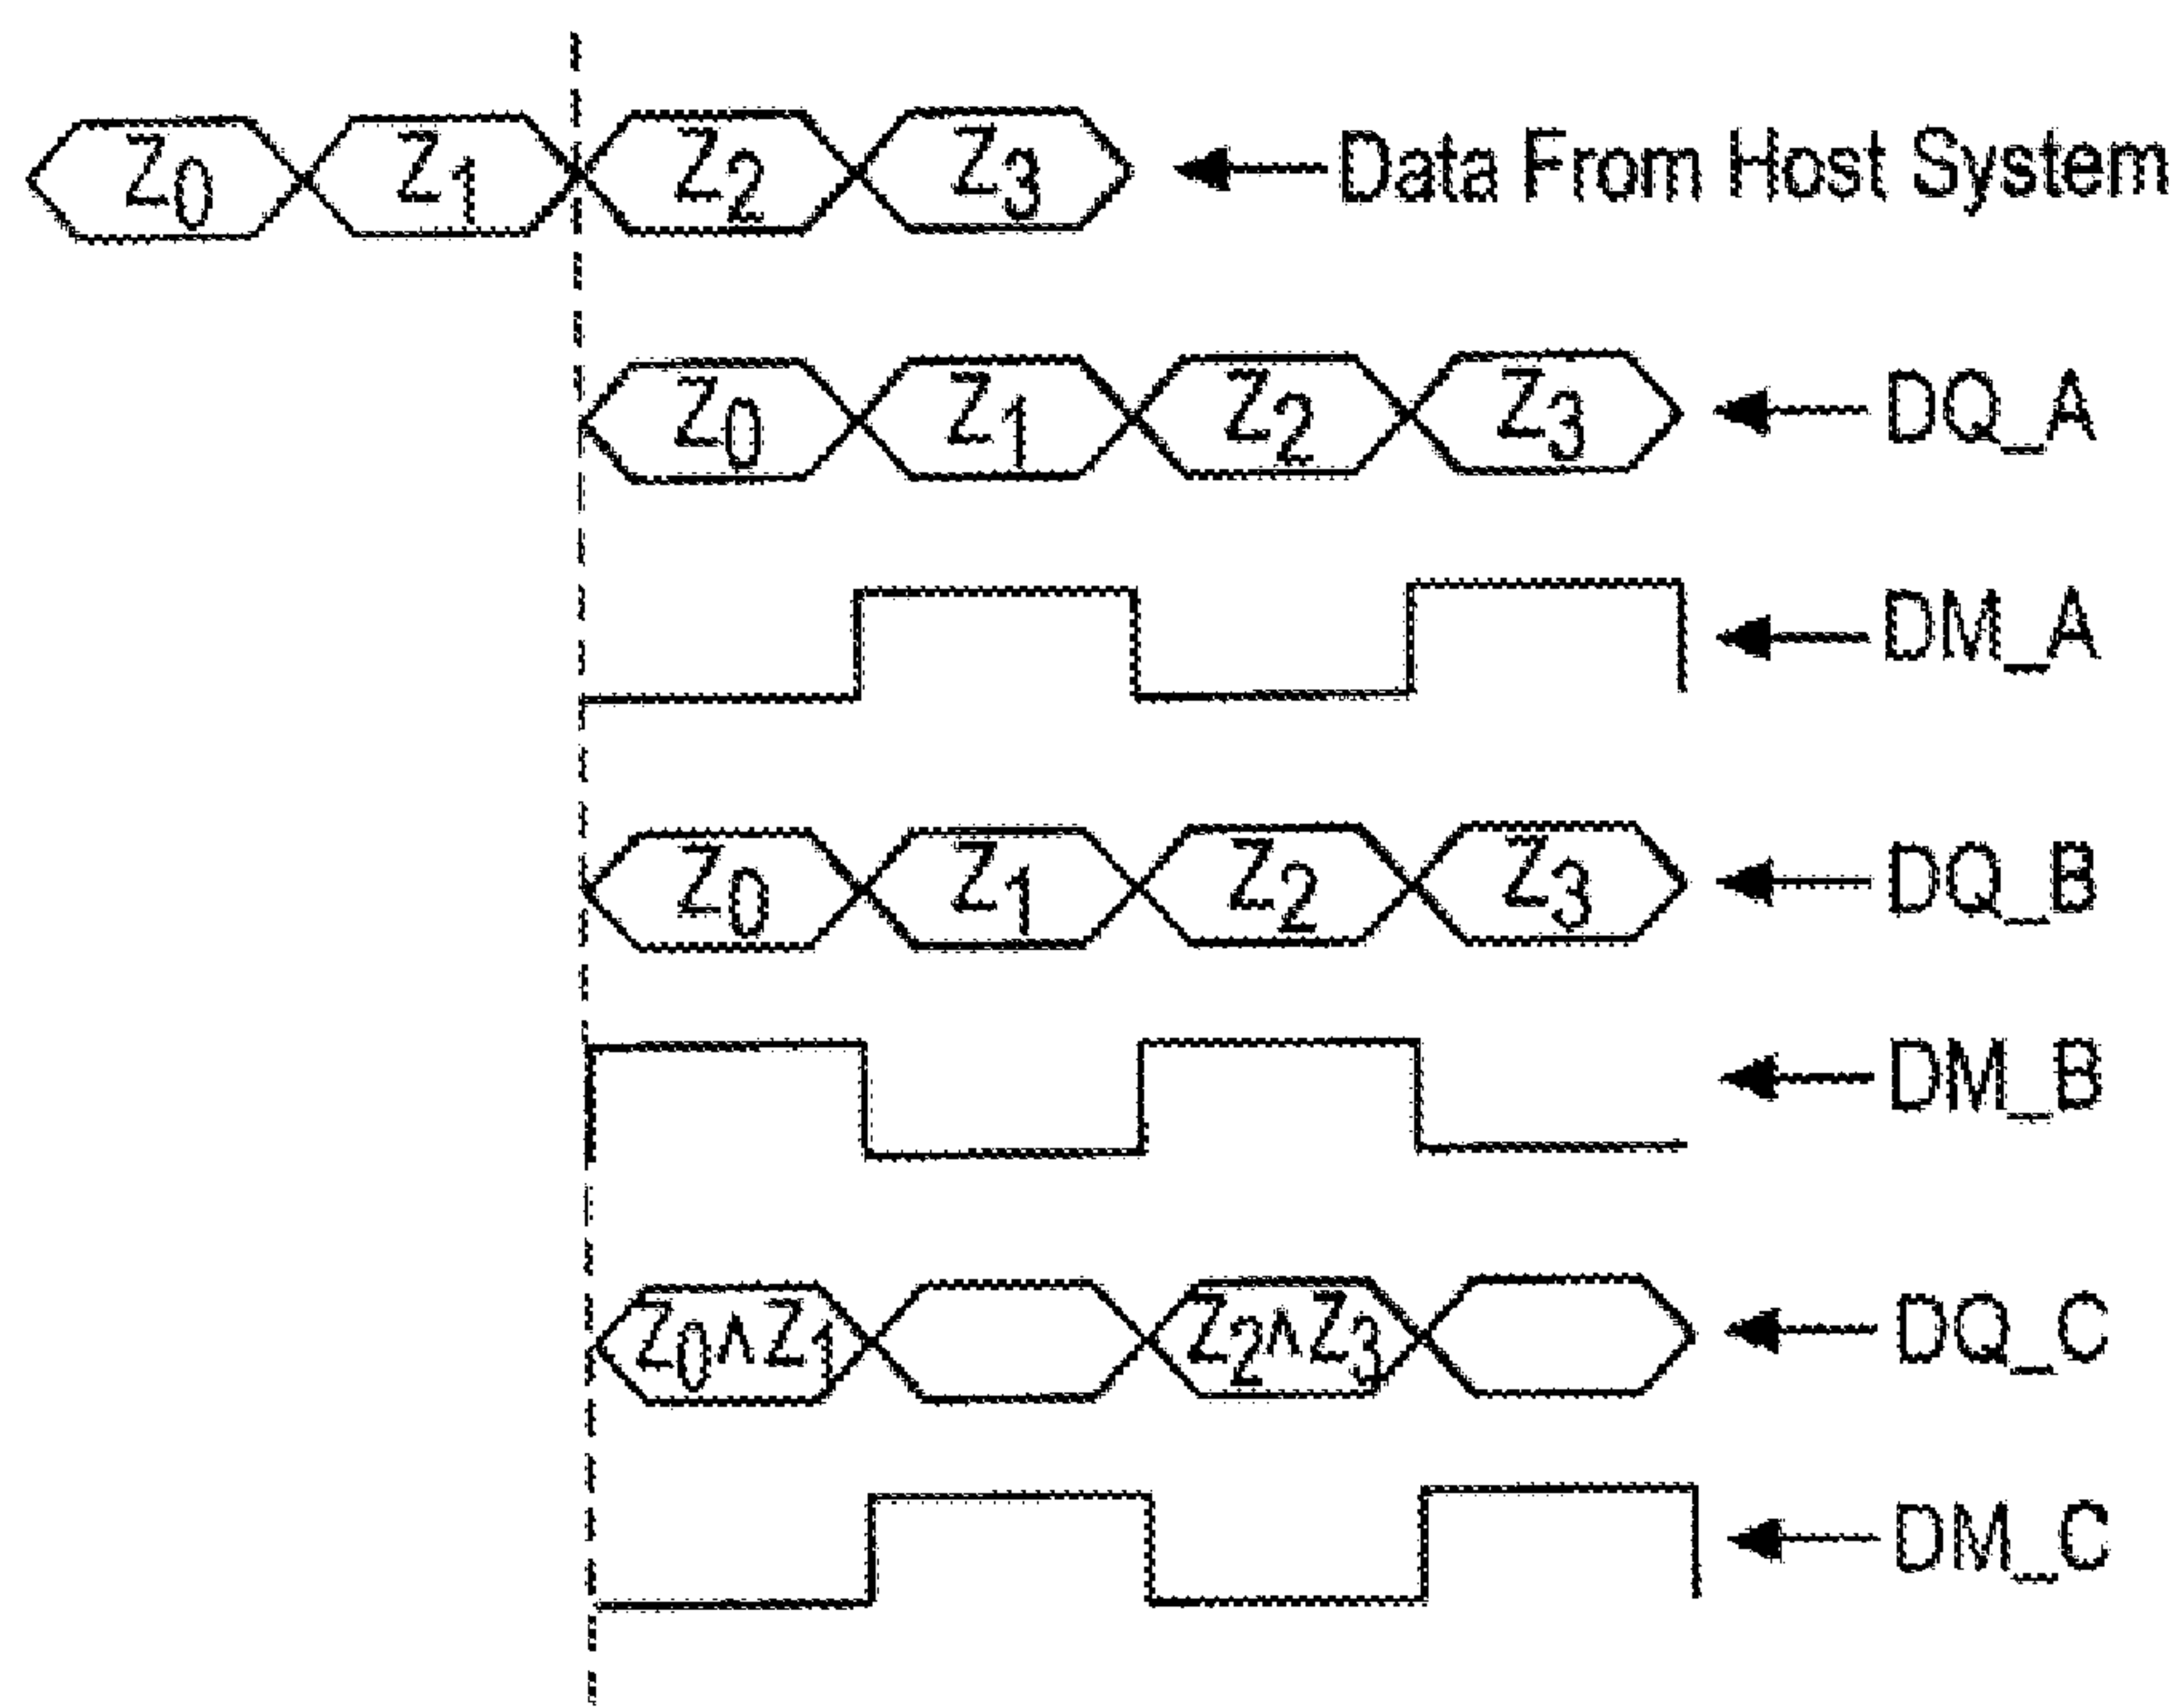 Z0 Z1 Z2 Z3 Data From Host System
Z0 Z1 Z2 Z3 DQ_A
DM_A
Z0 Z1 Z2 Z3 DQ_B
DM_B
Z0∧Z1 Z2∧Z3 DQ_C
DM_C